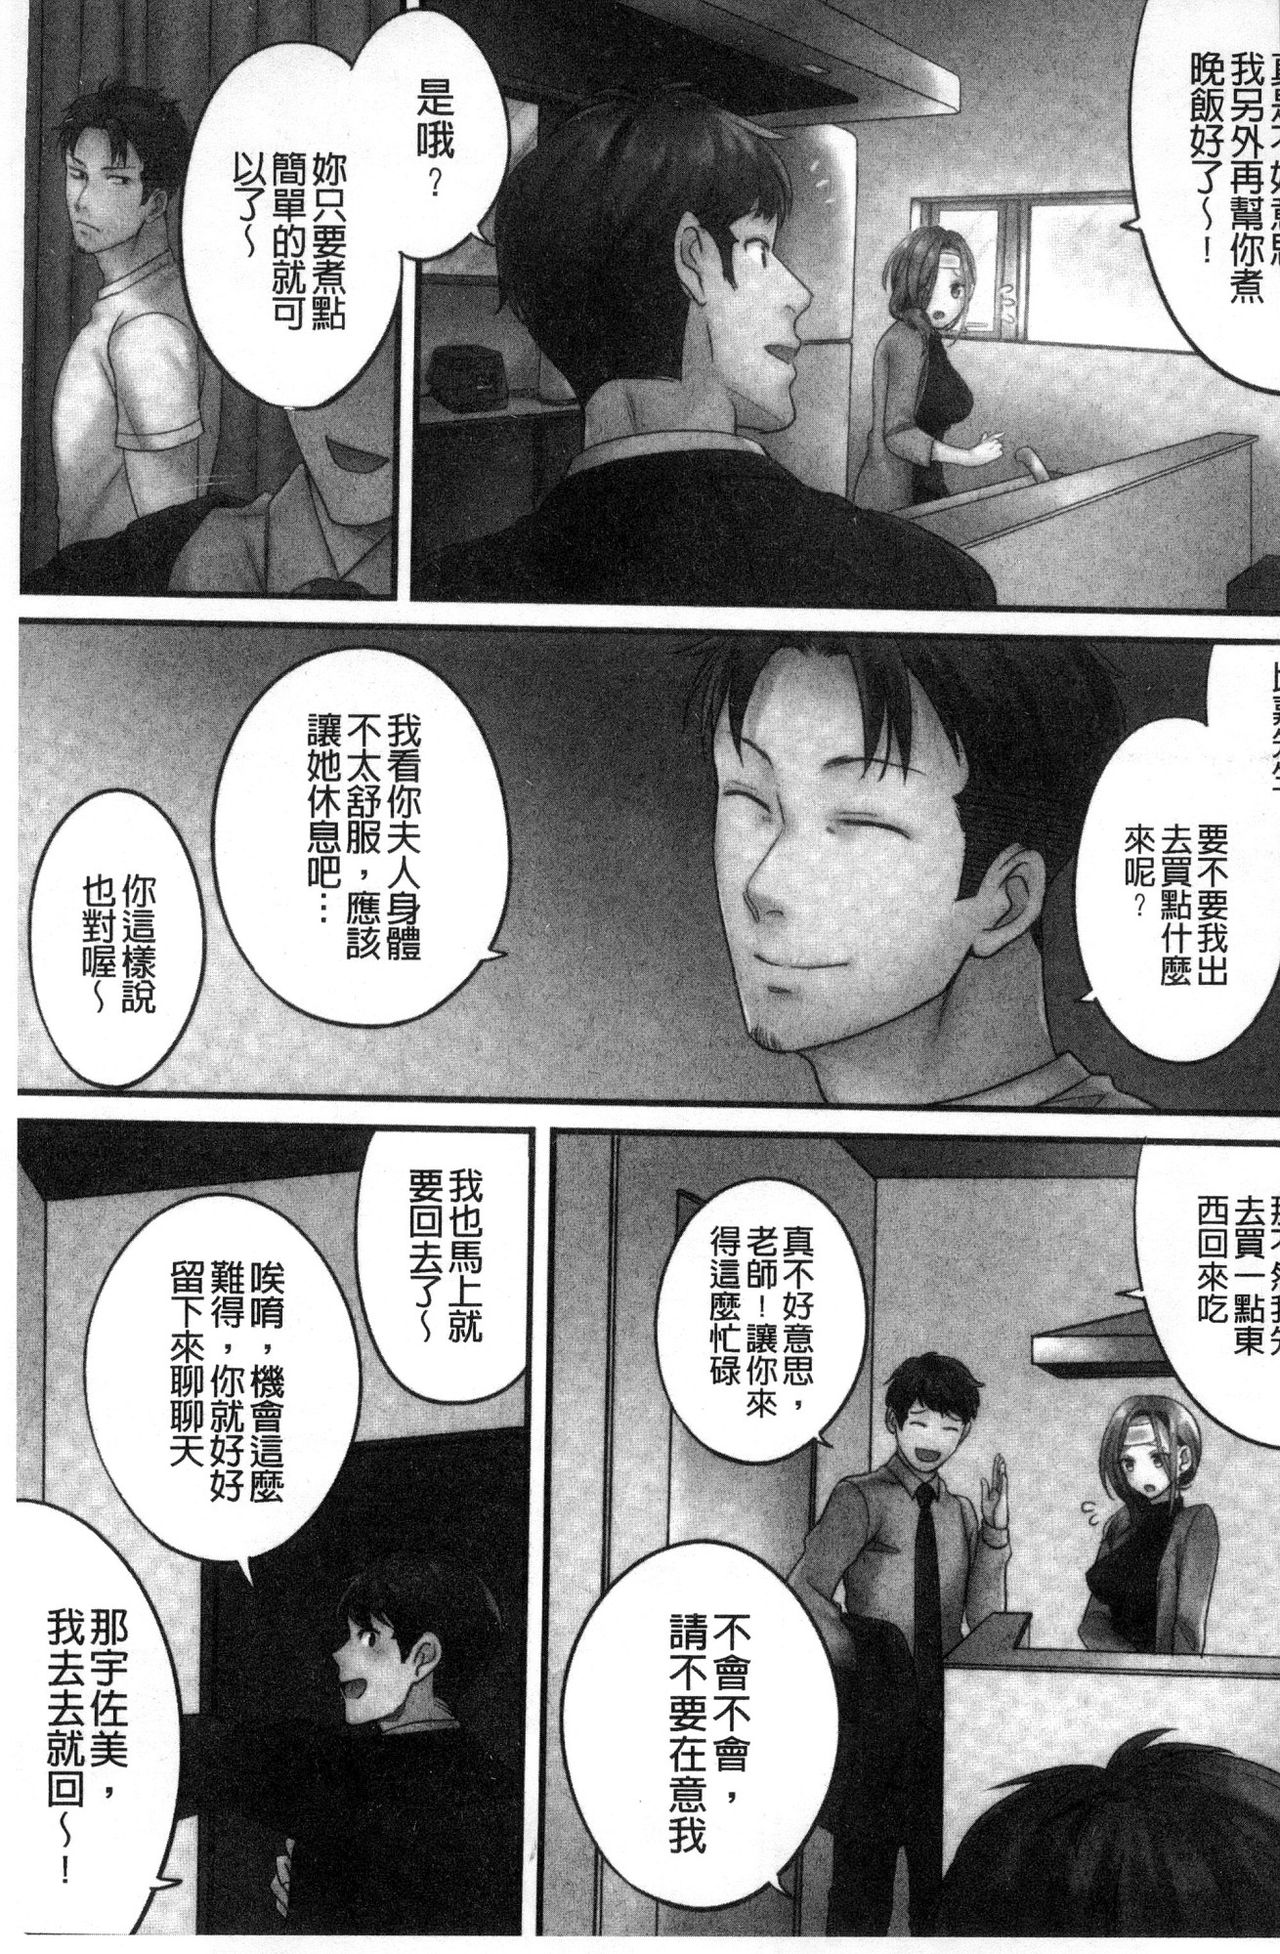 真是不好意思
我另外再幫你煮
晚飯好了～！
是哦？
妳只要煮點
簡單的就可
以了～
要不要我出
去買點什麼
來呢？
我看你夫人身體
不太舒服，應該
讓她休息吧…
你這樣說
也對喔～
去買一點東
西回來吃
真不好意思，
老師！讓你來
得這麼忙碌
不會不會，
請不要在意我
我也馬上就
要回去了～
唉唷，機會這麼
難得，你就好好
留下來聊聊天
那宇佐美，
我去去就回～！